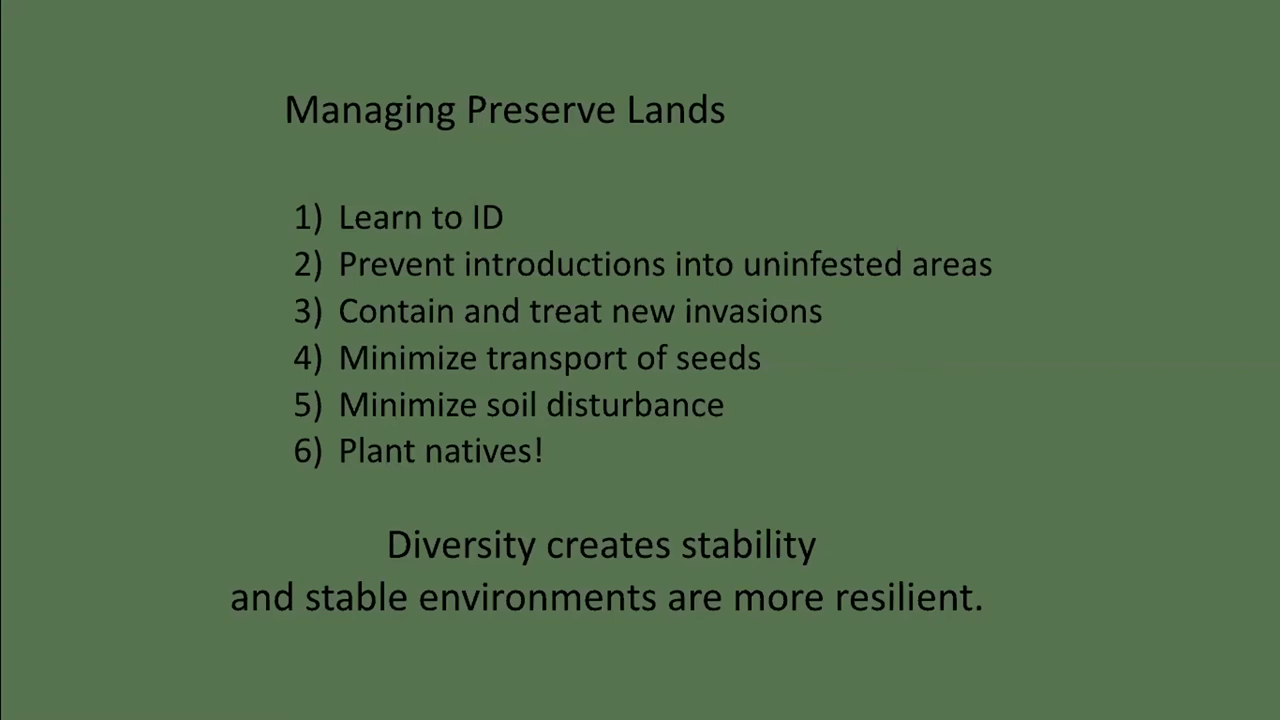 Managing Preserve Lands
1) Learn to ID
2) Prevent introductions into uninfested areas
3) Contain and treat new invasions
4) Minimize transport of seeds
5) Minimize soil disturbance
6) Plant natives!
Diversity creates stability
and stable environments are more resilient.